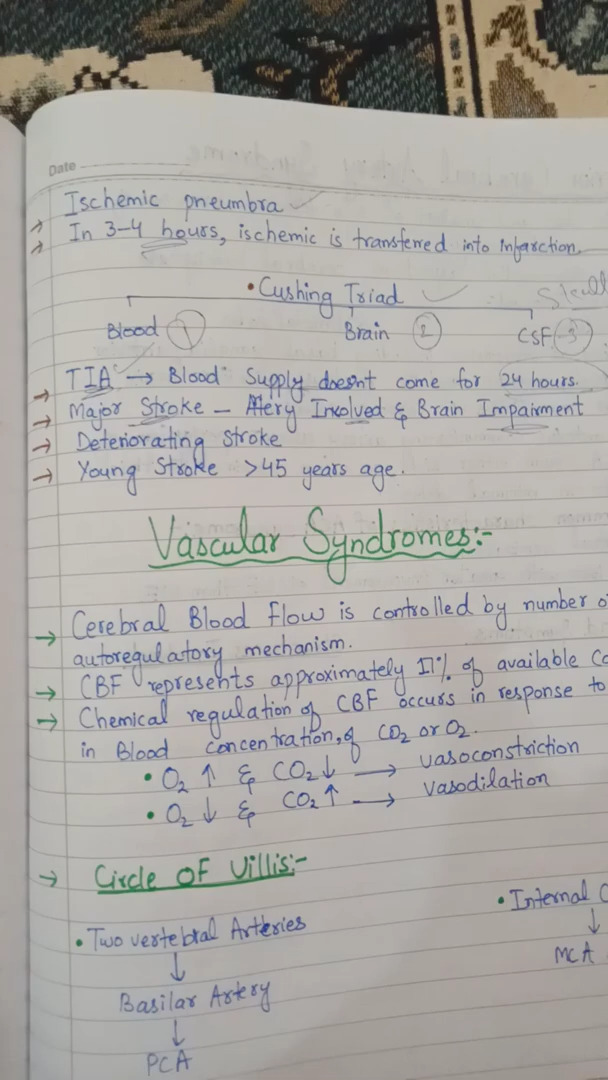 Date
Ischemic pneumbra
→ In 3-4 hours, ischemic is transferred into Infarction.
→
• Cushing Triad
Skull
Blood 1 Brain 2 CSF 3
TIA → Blood Supply doesn't come for 24 hours.
→ Major Stroke - Atery Involved & Brain Impairment
→ Deteriorating Stroke
→ Young Stroke >45 years age.
Vascular Syndromes:-
→ Cerebral Blood flow is controlled by number
autoregulatory mechanism.
→ CBF represents approximately 17% of available
→ Chemical regulation of CBF occurs in response to
in Blood concentration, of CO2 or O2.
• O2 ↑ & CO2 ↓ → vasoconstriction
• O2 ↓ & CO2 ↑ → vasodilation
→ Circle Of Villis:-
• Two vertebral Arteries
• Internal
↓
↓
Basilar Artery
MCA
↓
PCA